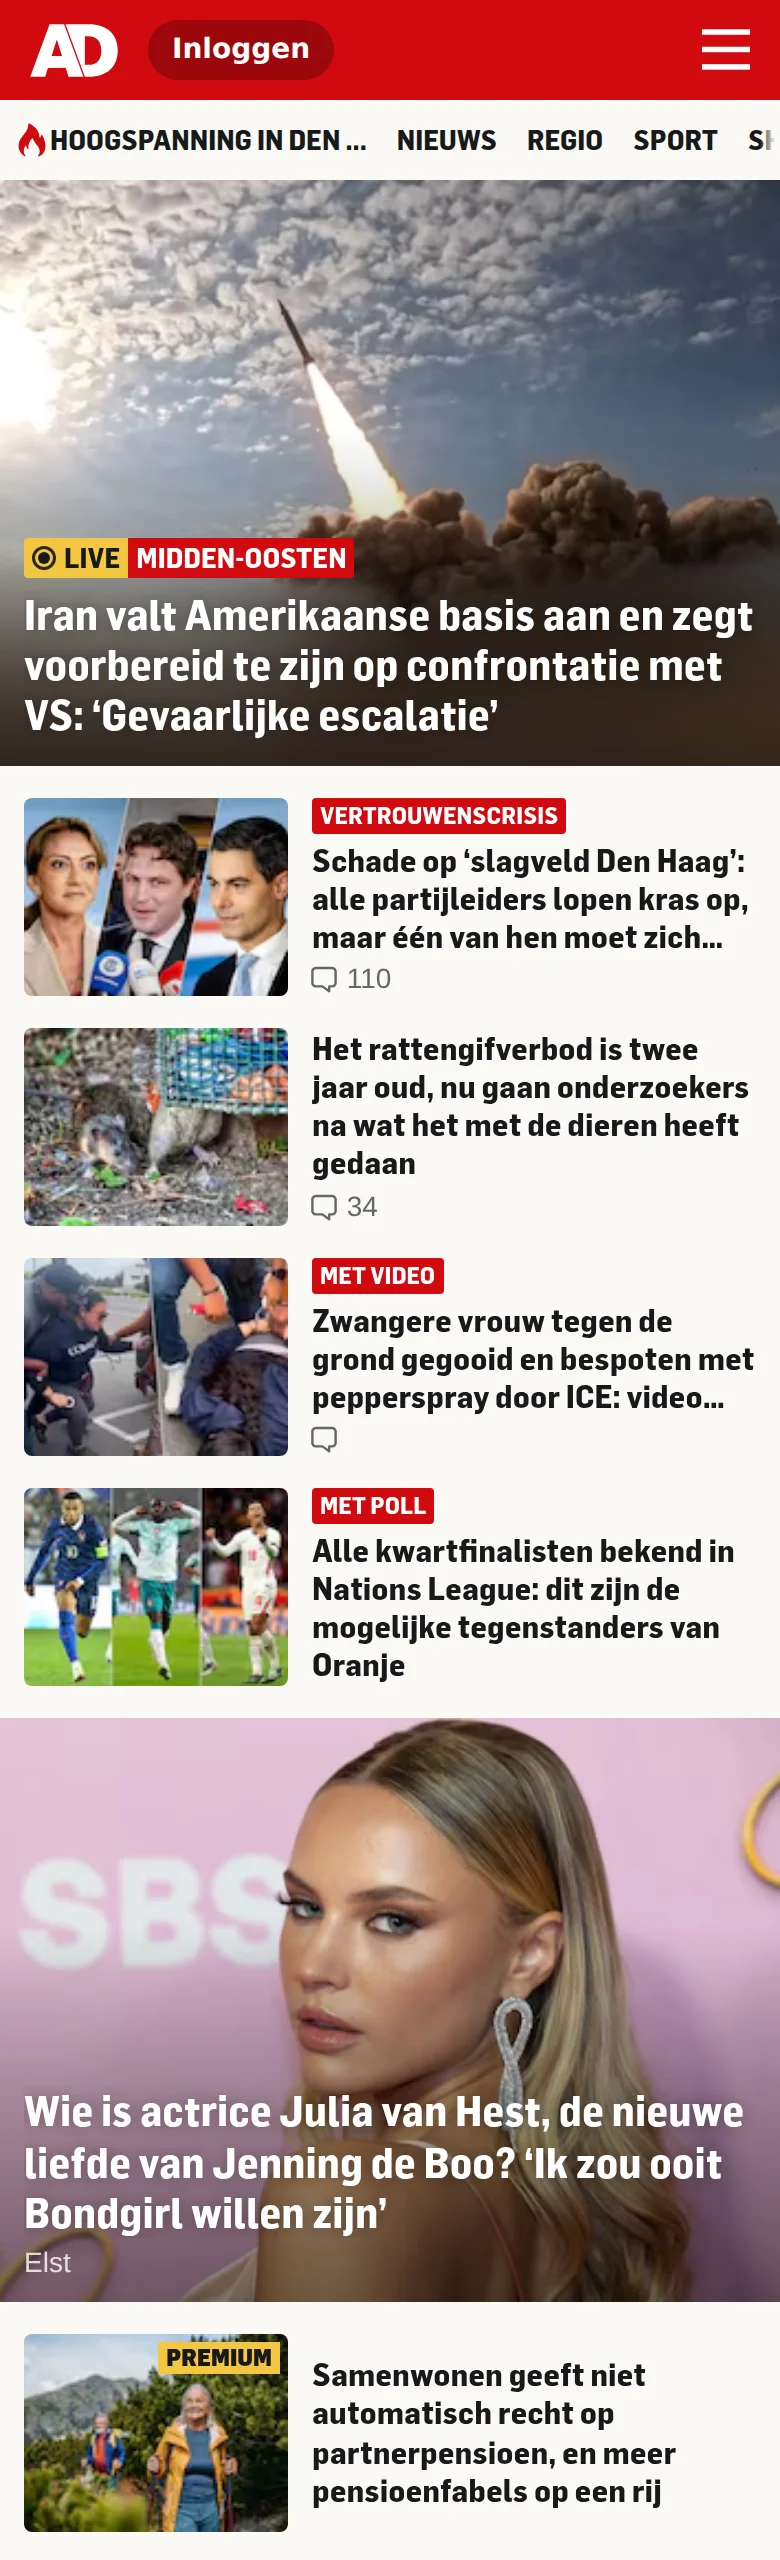 AD
Inloggen
HOOGSPANNING IN DEN ...
NIEUWS
REGIO
SPORT
LIVE MIDDEN-OOSTEN
Iran valt Amerikaanse basis aan en zegt
voorbereid te zijn op confrontatie met
VS: ‘Gevaarlijke escalatie’
VERTROUWENSCRISIS
Schade op ‘slagveld Den Haag’:
alle partijleiders lopen kras op,
maar één van hen moet zich...
110
Het rattengifverbod is twee
jaar oud, nu gaan onderzoekers
na wat het met de dieren heeft
gedaan
34
MET VIDEO
Zwangere vrouw tegen de
grond gegooid en bespoten met
pepperspray door ICE: video...
MET POLL
Alle kwartfinalisten bekend in
Nations League: dit zijn de
mogelijke tegenstanders van
Oranje
SBS
Wie is actrice Julia van Hest, de nieuwe
liefde van Jenning de Boo? ‘Ik zou ooit
Bondgirl willen zijn’
Elst
PREMIUM
Samenwonen geeft niet
automatisch recht op
partnerpensioen, en meer
pensioenfabels op een rij